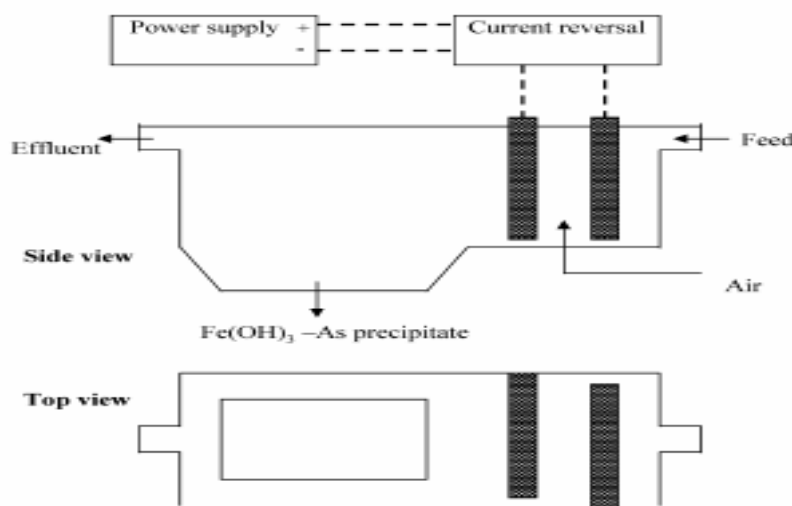 Power supply +
-
Current reversal
Effluent
Feed
Side view
Air
Fe(OH)₃ –As precipitate
Top view